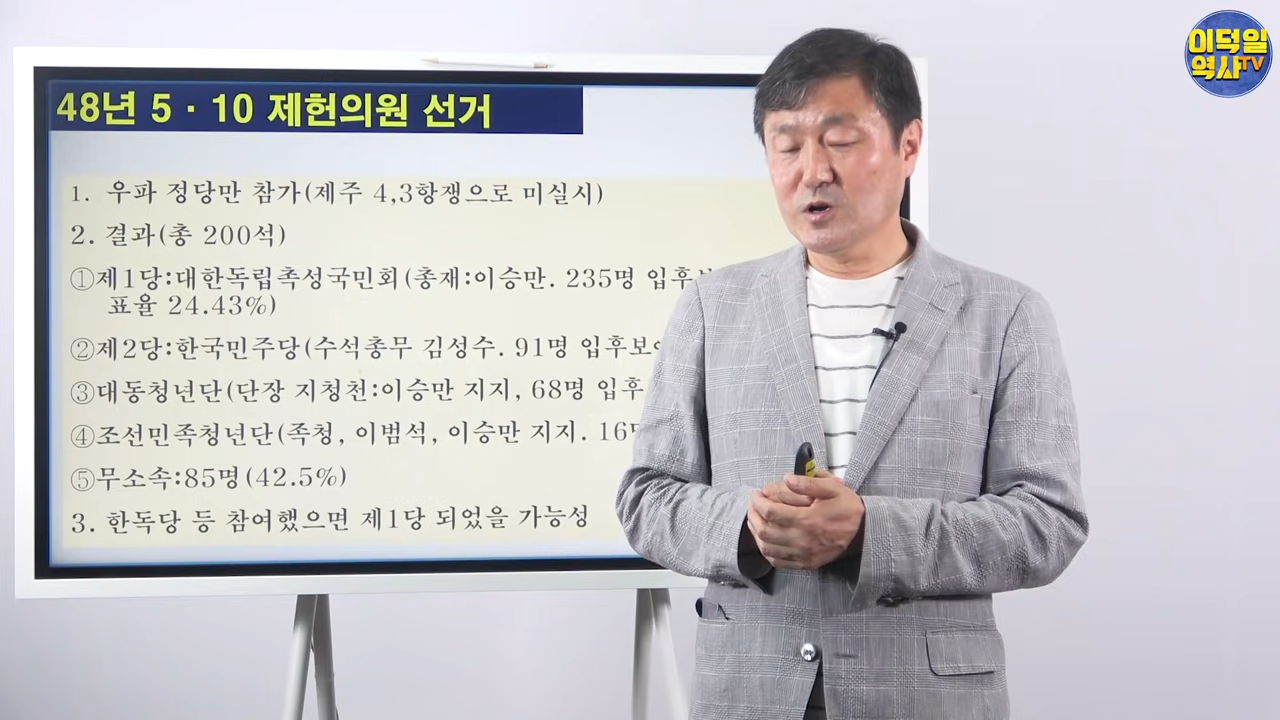 이덕일
역사TV
48년 5 · 10 제헌의원 선거
1. 우파 정당만 참가(제주 4,3항쟁으로 미실시)
2. 결과(총 200석)
①제1당:대한독립촉성국민회(총재:이승만. 235명
표율 24.43%)
②제2당:한국민주당(수석총무 김성수. 91명
③대동청년단(단장 지청천:이승만 지지, 68명
④조선민족청년단(족청, 이범석, 이승만 지지.
⑤무소속:85명(42.5%)
3. 한독당 등 참여했으면 제1당 되었을 가능성